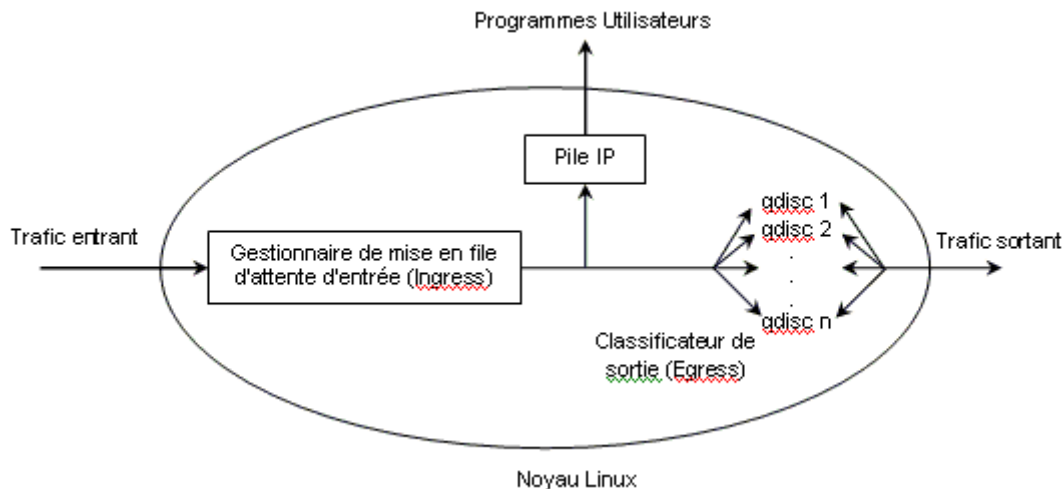 Programmes Utilisateurs
Pile IP
Trafic entrant
Gestionnaire de mise en file
d'attente d'entrée (Ingress)
qdisc 1
qdisc 2
.
.
.
qdisc n
Trafic sortant
Classificateur de
sortie (Egress)
Noyau Linux